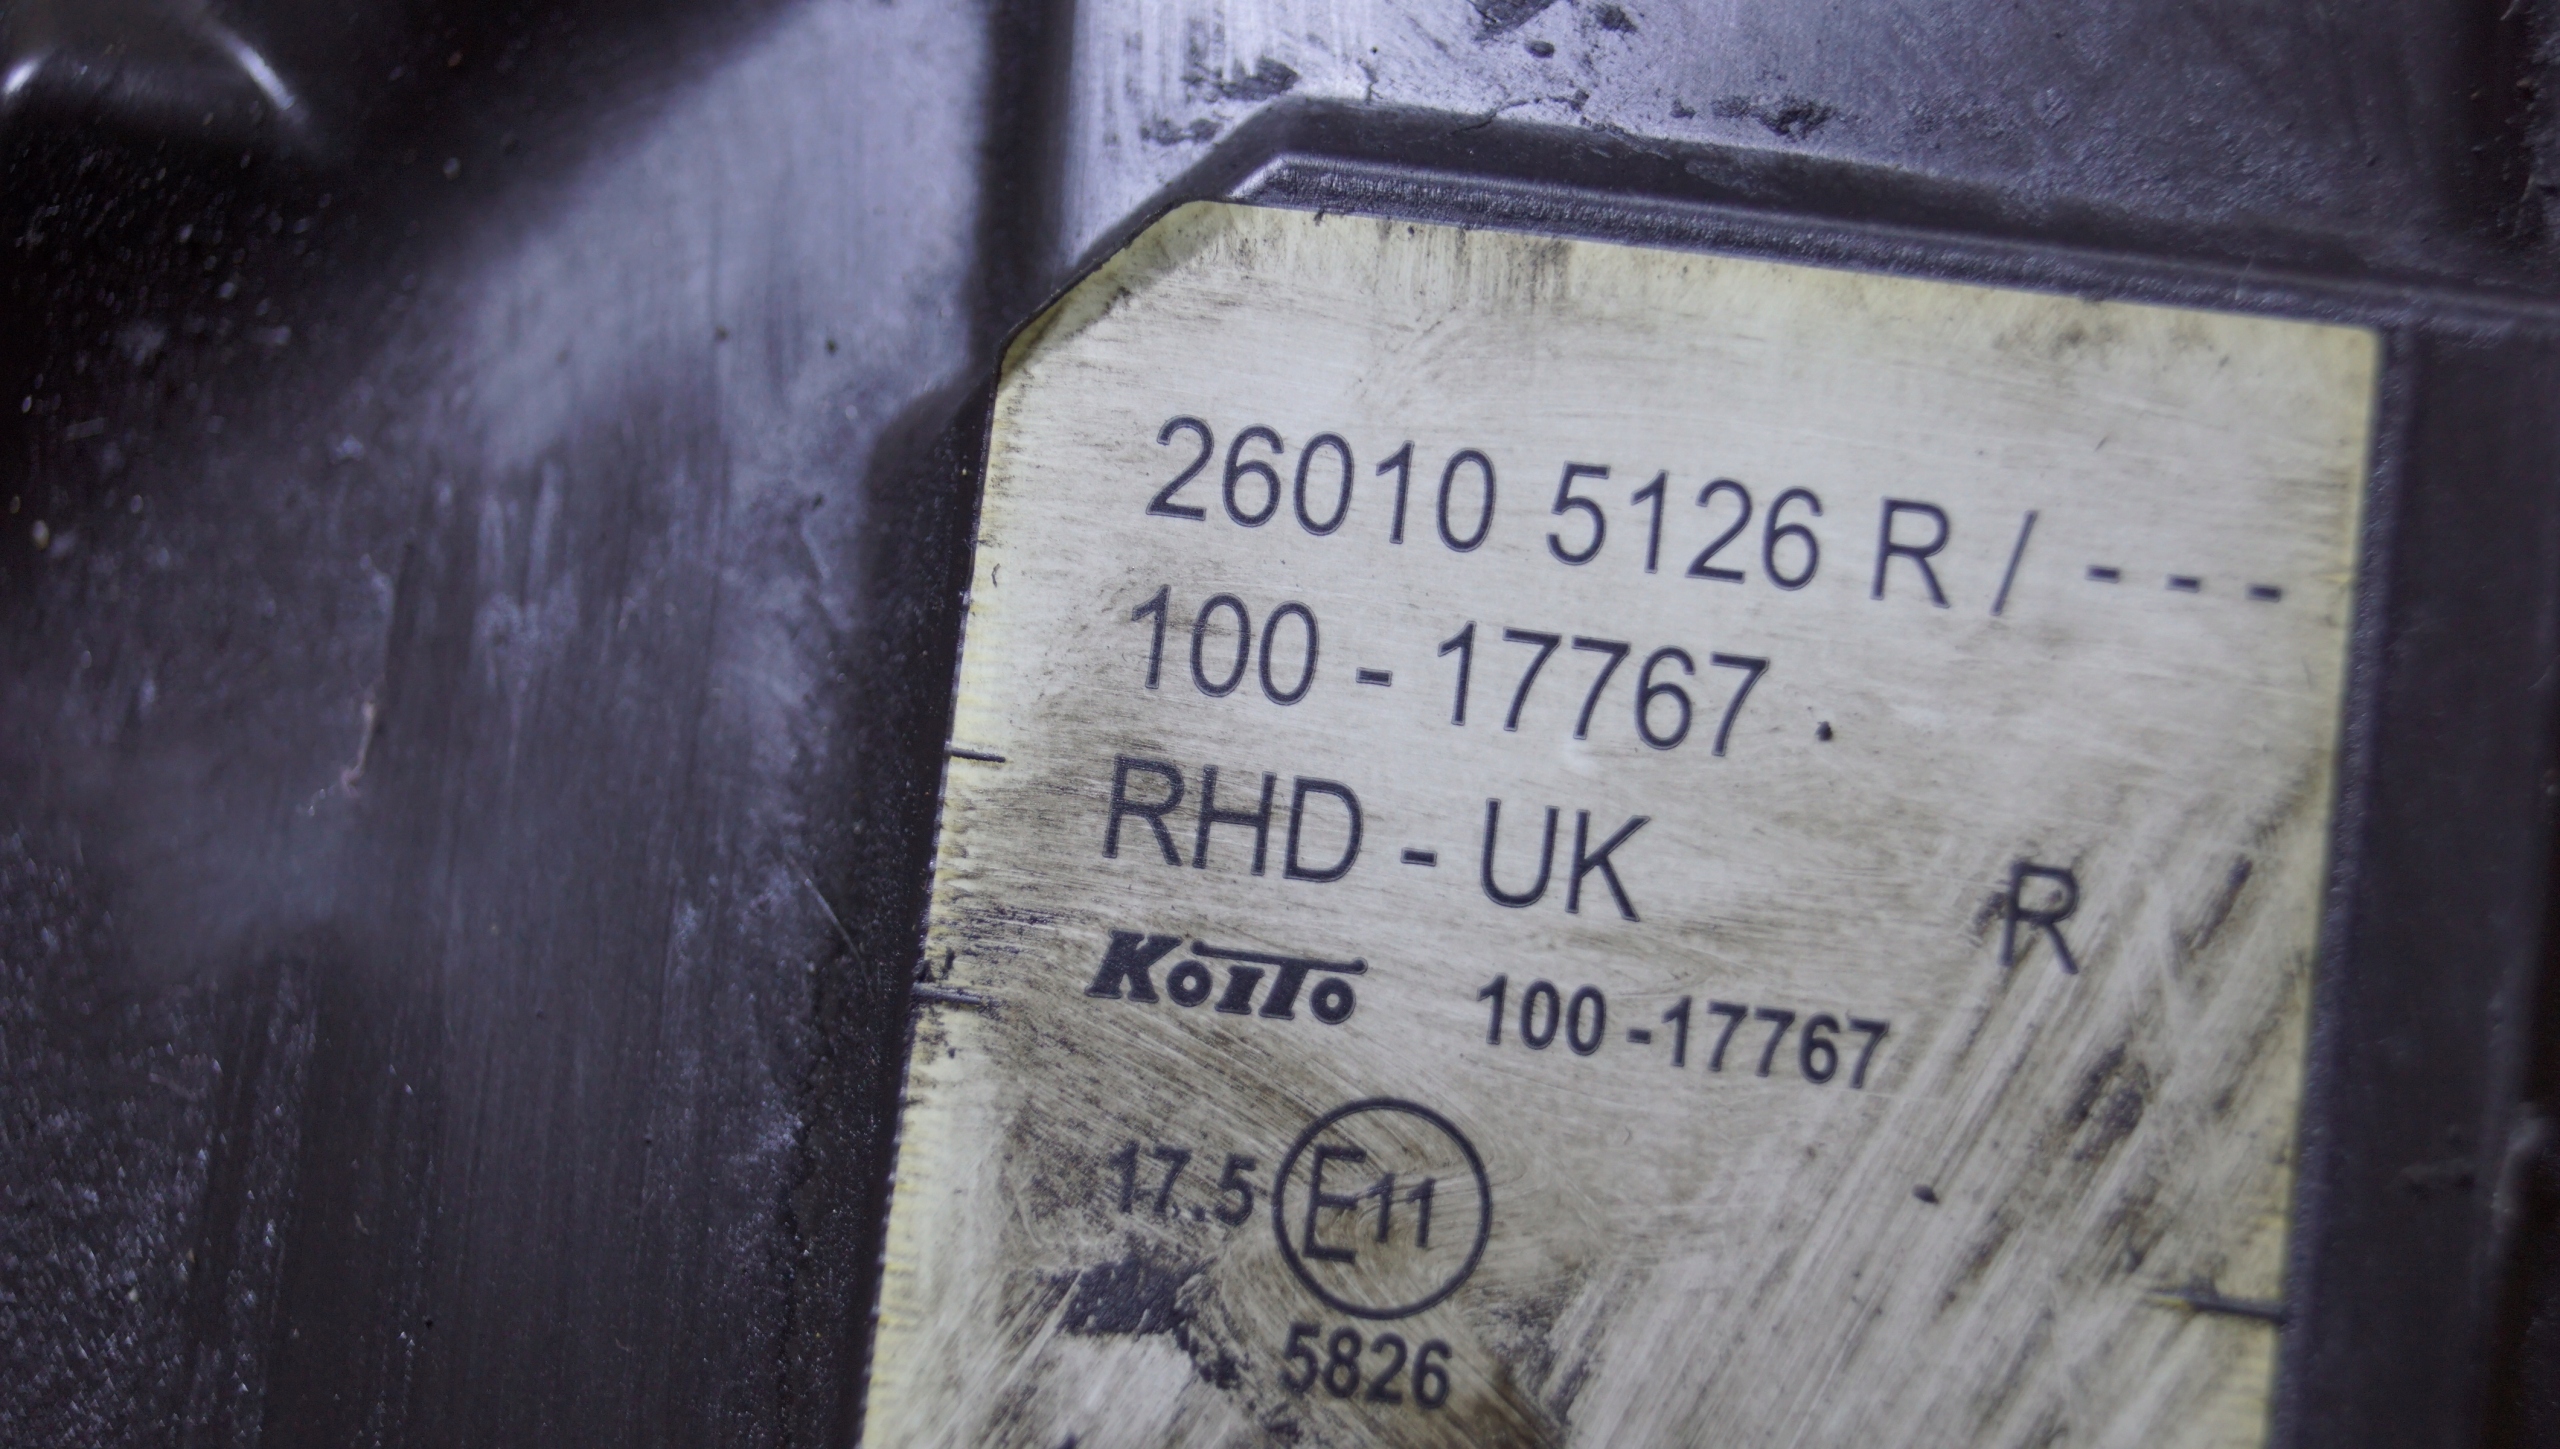 26010 5126 R / - - -
100 - 17767
RHD - UK R
KOITO 100 -17767
17.5 E11
5826